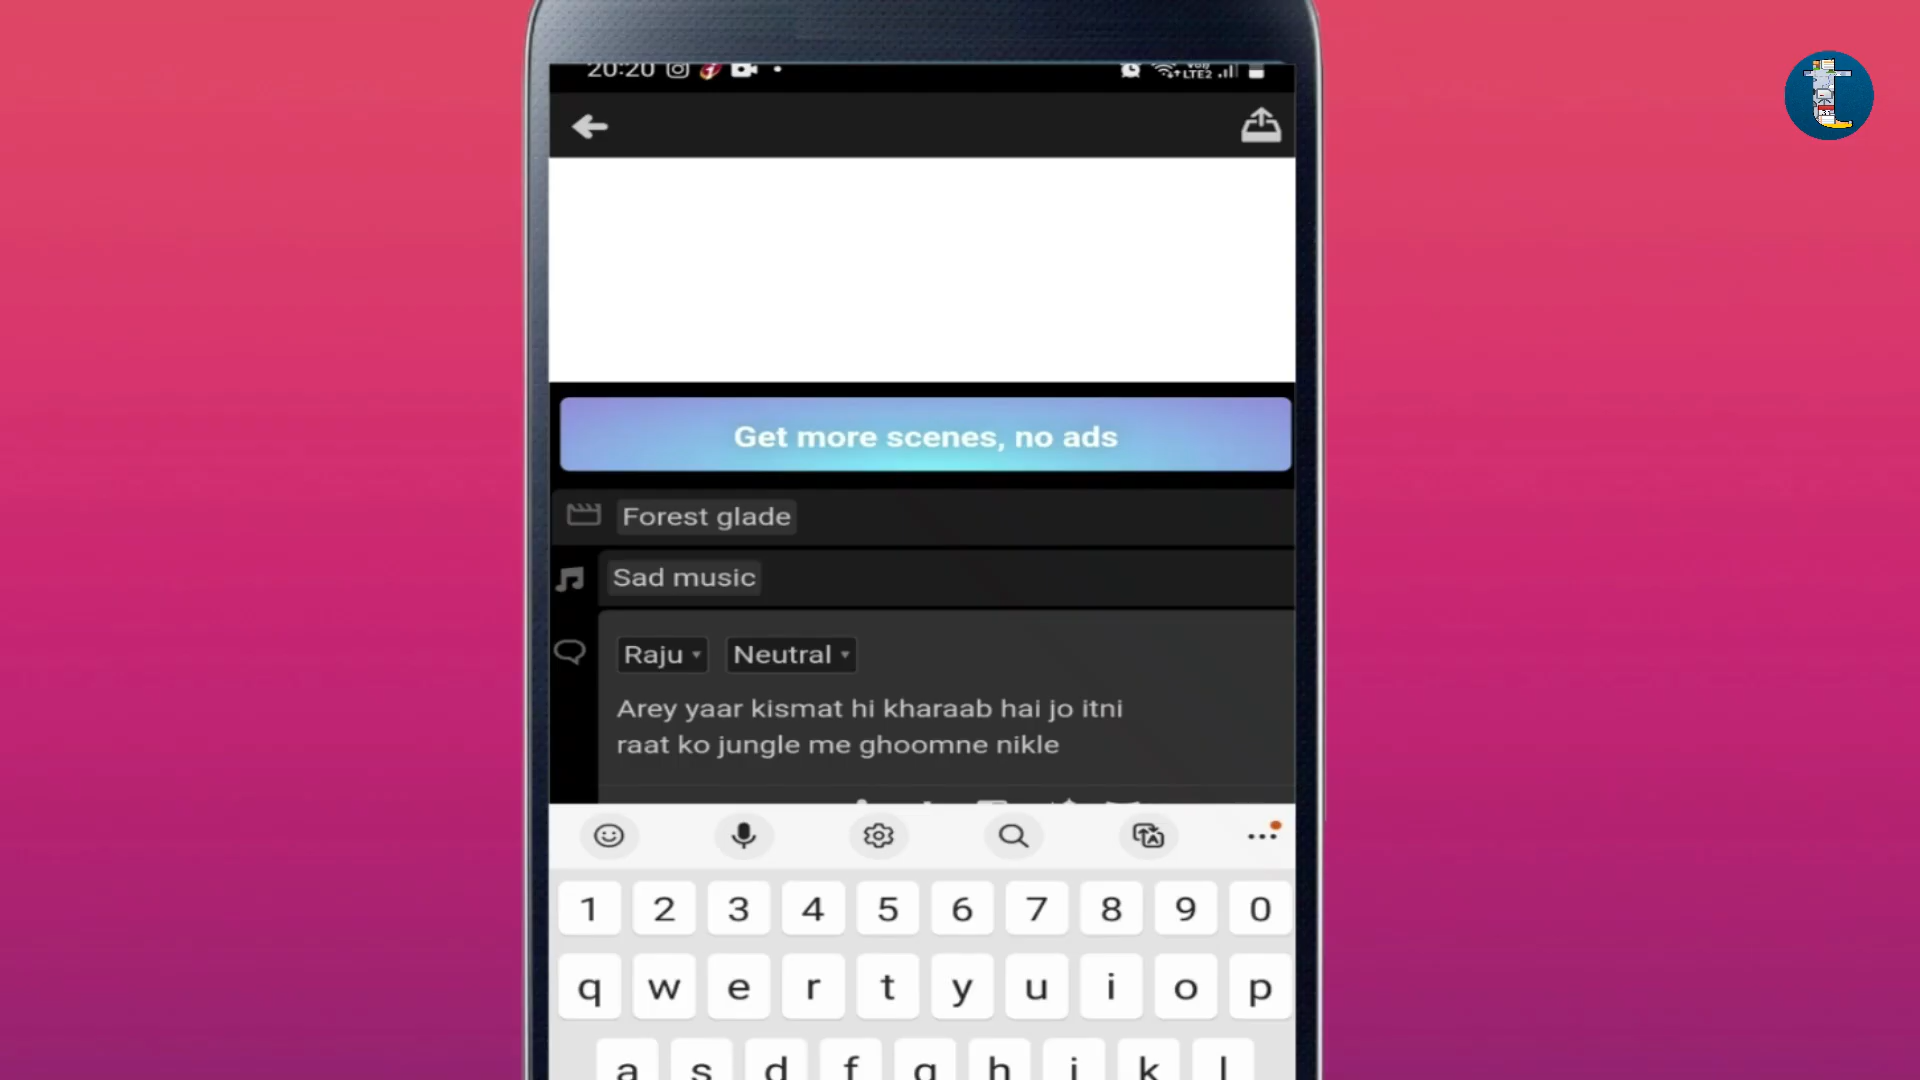 20:20 LTE2
Get more scenes, no ads
Forest glade
Sad music
Raju Neutral
Arey yaar kismat hi kharaab hai jo itni
raat ko jungle me ghoomne nikle
1 2 3 4 5 6 7 8 9 0
q w e r t y u i o p
a s d f g h j k l